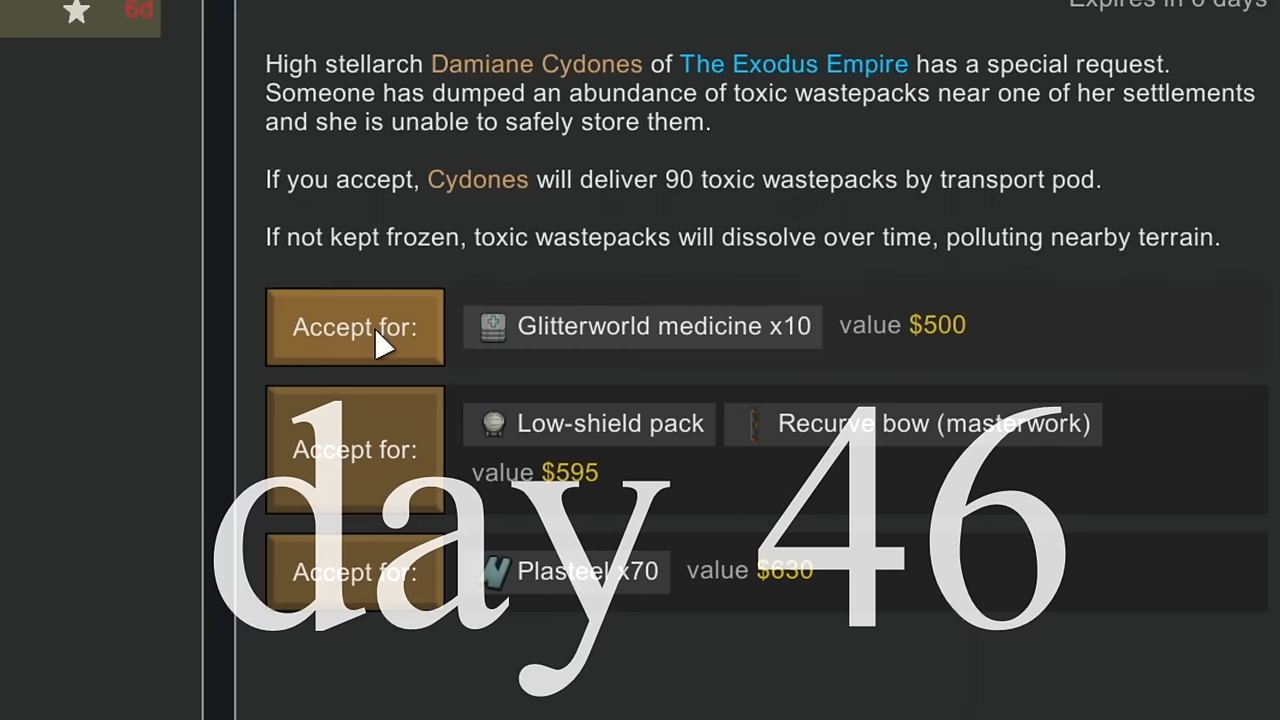 6d
Expires in 6 days
High stellarch Damiane Cydones of The Exodus Empire has a special request.
Someone has dumped an abundance of toxic wastepacks near one of her settlements
and she is unable to safely store them.
If you accept, Cydones will deliver 90 toxic wastepacks by transport pod.
If not kept frozen, toxic wastepacks will dissolve over time, polluting nearby terrain.
Accept for: Glitterworld medicine x10 value $500
Accept for: Low-shield pack Recurve bow (masterwork)
value $595
Accept for: Plasteel x70 value $630
day 46